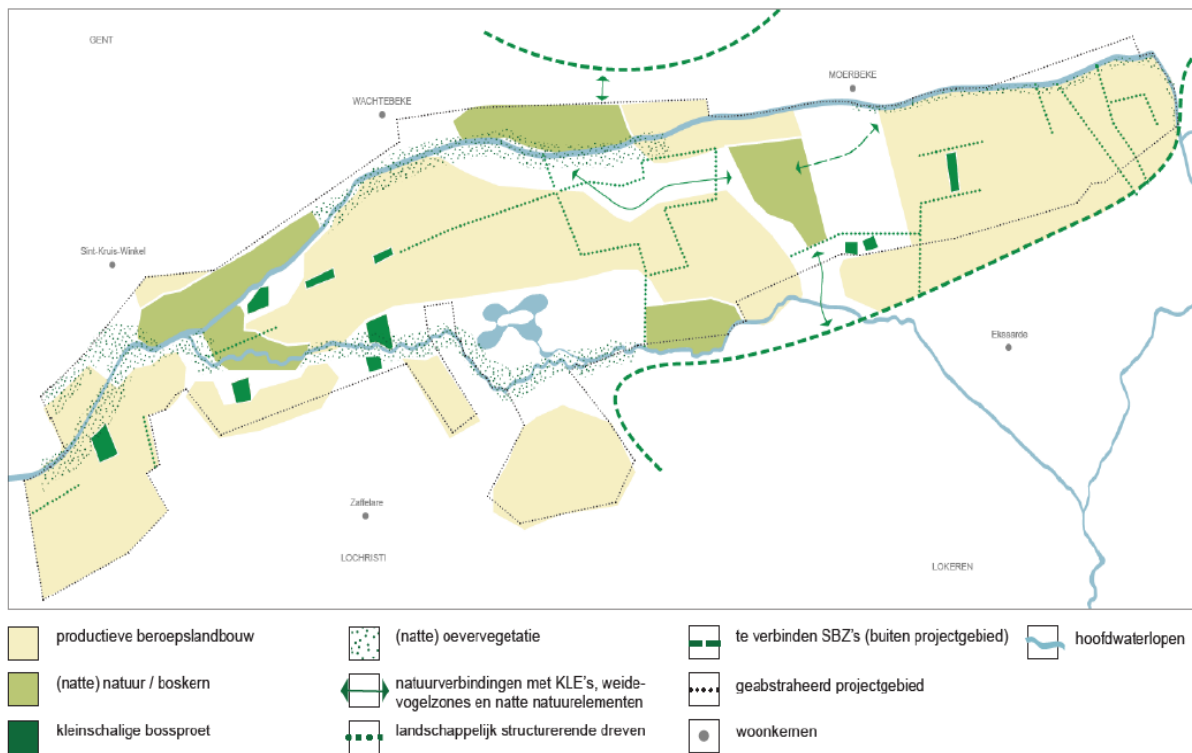 GENT
WACHTEBEKE
MOERBEKE
Sint-Kruis-Winkel
Eksaarde
Zaffelare
LOCHRISTI
LOKEREN
productieve beroepslandbouw
(natte) natuur / boskern
kleinschalige bossproet
(natte) oevervegetatie
natuurverbindingen met KLE's, weide-
vogelzones en natte natuurelementen
landschappelijk structurerende dreven
te verbinden SBZ's (buiten projectgebied)
geabstraheerd projectgebied
woonkernen
hoofdwaterlopen